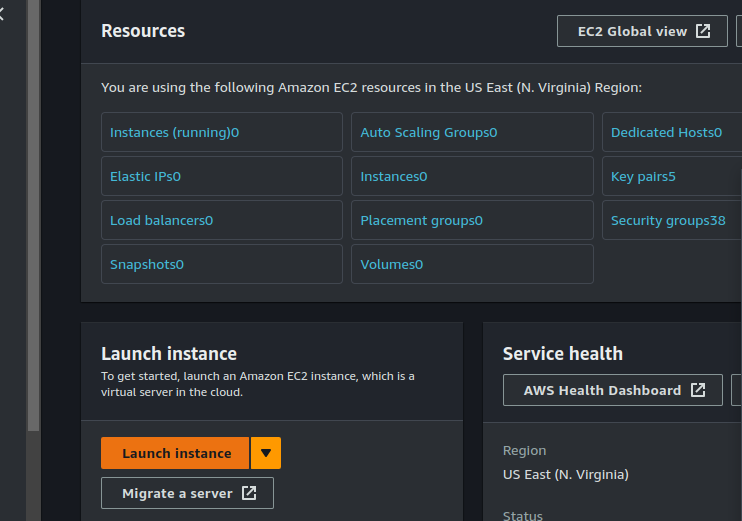 Resources
EC2 Global view
You are using the following Amazon EC2 resources in the US East (N. Virginia) Region:
Instances (running)0
Auto Scaling Groups0
Dedicated Hosts0
Elastic IPs0
Instances0
Key pairs5
Load balancers0
Placement groups0
Security groups38
Snapshots0
Volumes0
Launch instance
To get started, launch an Amazon EC2 instance, which is a
virtual server in the cloud.
Launch instance
Migrate a server
Service health
AWS Health Dashboard
Region
US East (N. Virginia)
Status